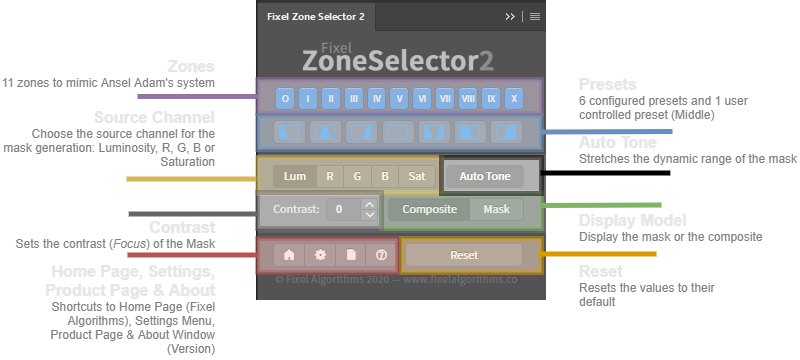 Fixel Zone Selector 2
Fixel
ZoneSelector2
Zones
11 zones to mimic Ansel Adam's system
O I II III IV V VI VII VIII IX X
Presets
6 configured presets and 1 user
controlled preset (Middle)
Source Channel
Choose the source channel for the
mask generation: Luminosity, R, G, B or
Saturation
Auto Tone
Stretches the dynamic range of the mask
Lum R G B Sat Auto Tone
Contrast: 0 Composite Mask
Contrast
Sets the contrast (Focus) of the Mask
Display Model
Display the mask or the composite
Reset
Home Page, Settings,
Product Page & About
Shortcuts to Home Page (Fixel
Algorithms), Settings Menu,
Product Page & About Window
(Version)
Reset
Resets the values to their
default
© Fixel Algorithms 2020 — www.fixelalgorithms.co